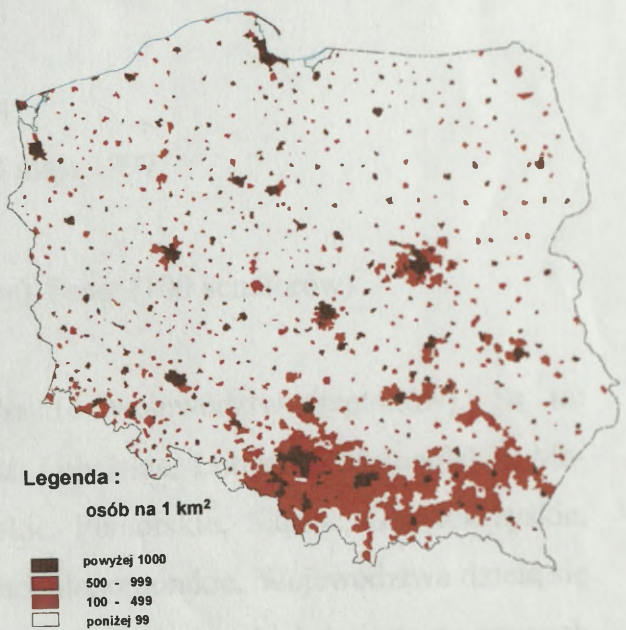 Legenda :
osób na 1 km²
powyżej 1000
500 - 999
100 - 499
poniżej 99